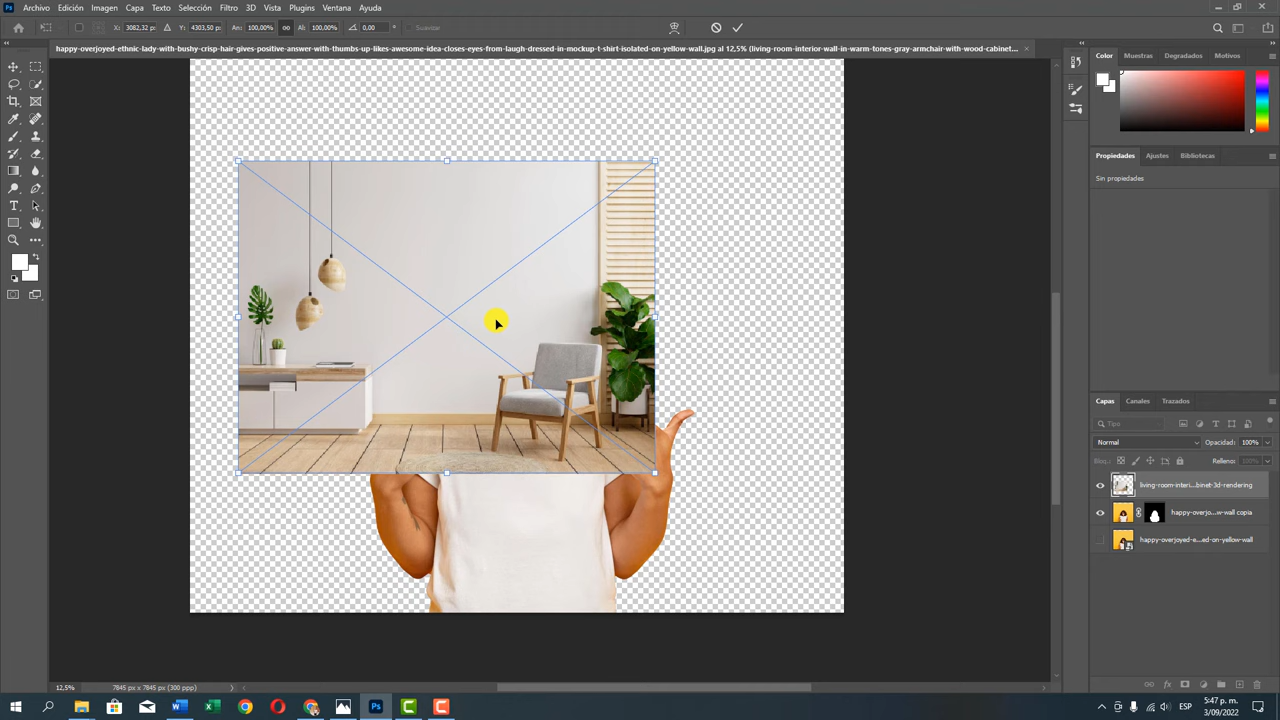 Archivo Edición Imagen Capa Texto Selección Filtro 3D Vista Plugins Ventana Ayuda
X: 3082,32 p: Y: 4303,50 p: An: 100,00% Al: 100,00% 0,00 ° Suavizar
happy-overjoyed-ethnic-lady-with-bushy-crisp-hair-gives-positive-answer-with-thumbs-up-likes-awesome-idea-closes-eyes-from-laugh-dressed-in-mockup-t-shirt-isolated-on-yellow-wall.jpg al 12,5% (living-room-interior-wall-in-warm-tones-gray-armchair-with-wood-cabinet...
Color Muestras Degradados Motivos
Propiedades Ajustes Bibliotecas
Sin propiedades
Capas Canales Trazados
Tipo
Normal Opacidad: 100%
Bloq.: Relleno: 100%
living-room-interi...binet-3d-rendering
happy-overjo...w-wall copia
happy-overjoyed-e...ed-on-yellow-wall
12,5% 7845 px x 7845 px (300 ppp)
ESP 5:47 p. m.
3/09/2022